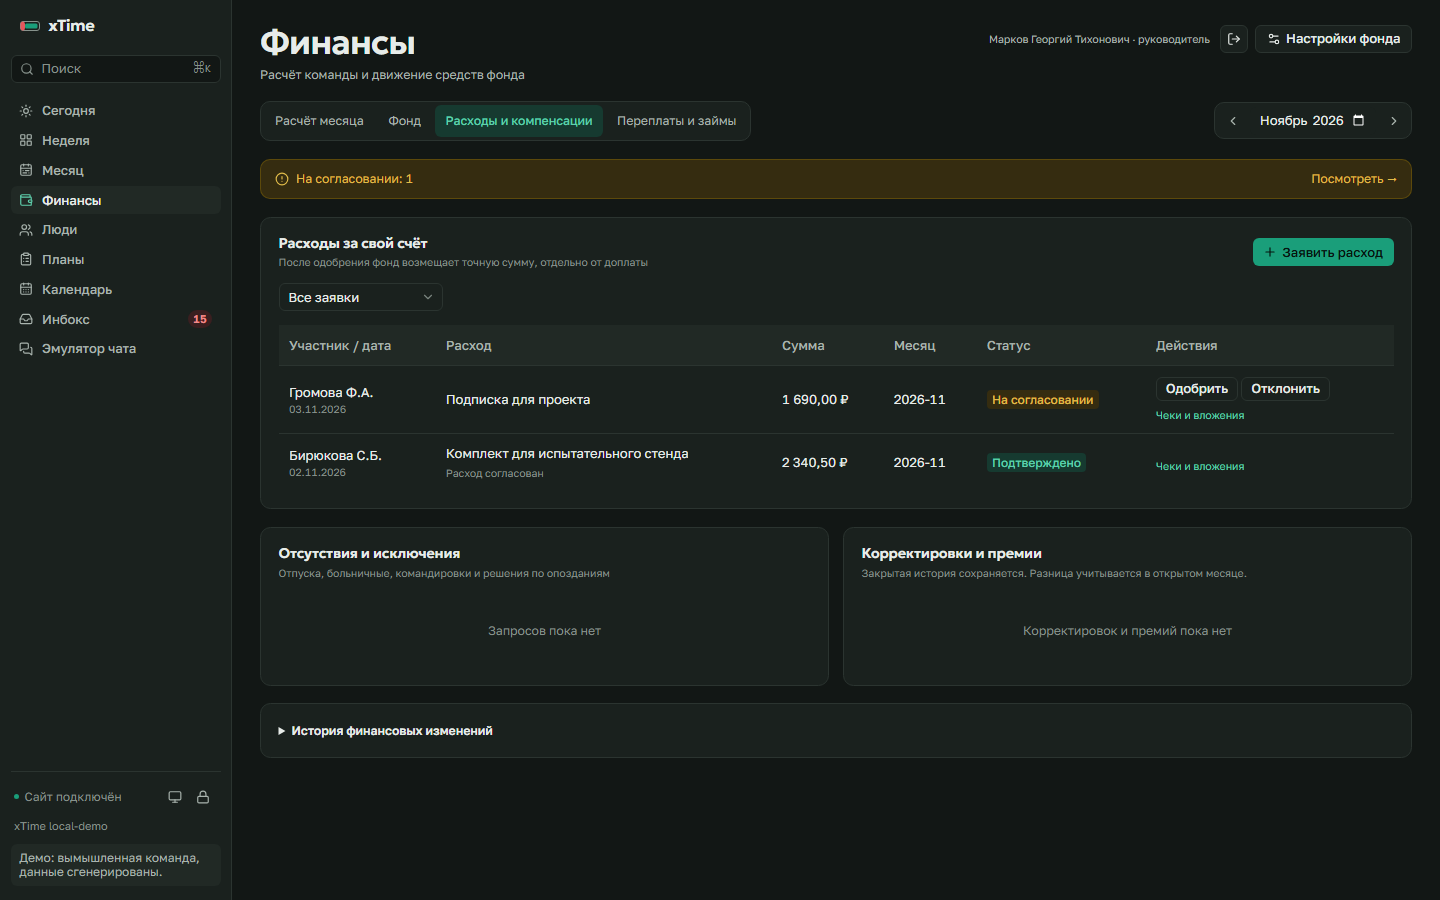 xTime
Поиск
⌘K
Сегодня
Неделя
Месяц
Финансы
Люди
Планы
Календарь
Инбокс
15
Эмулятор чата
Сайт подключён
xTime local-demo
Демо: вымышленная команда,
данные сгенерированы.
Финансы
Расчёт команды и движение средств фонда
Марков Георгий Тихонович · руководитель
Настройки фонда
Расчёт месяца
Фонд
Расходы и компенсации
Переплаты и займы
Ноябрь 2026
На согласовании: 1
Посмотреть →
Расходы за свой счёт
После одобрения фонд возмещает точную сумму, отдельно от доплаты
+ Заявить расход
Все заявки
Участник / дата
Расход
Сумма
Месяц
Статус
Действия
Громова Ф.А.
03.11.2026
Подписка для проекта
1 690,00 ₽
2026-11
На согласовании
Одобрить
Отклонить
Чеки и вложения
Бирюкова С.Б.
02.11.2026
Комплект для испытательного стенда
Расход согласован
2 340,50 ₽
2026-11
Подтверждено
Чеки и вложения
Отсутствия и исключения
Отпуска, больничные, командировки и решения по опозданиям
Запросов пока нет
Корректировки и премии
Закрытая история сохраняется. Разница учитывается в открытом месяце.
Корректировок и премий пока нет
История финансовых изменений